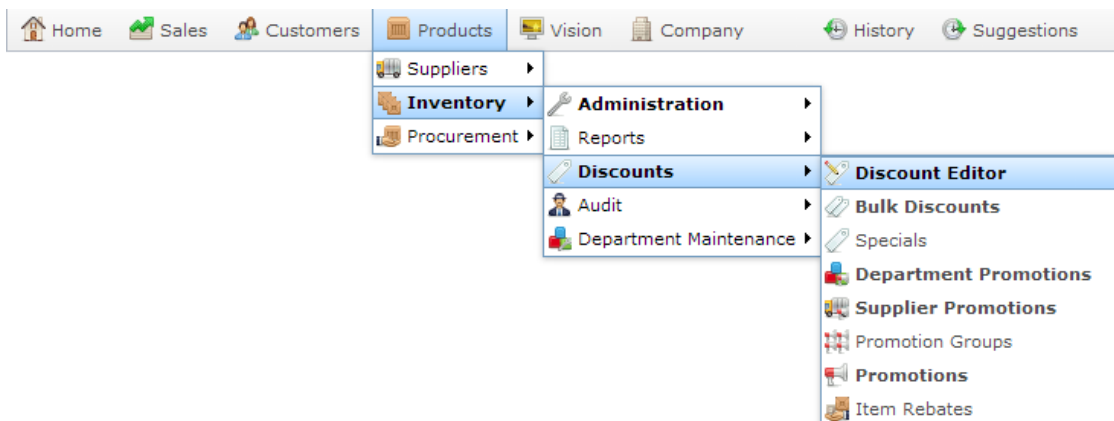 Home Sales Customers Products Vision Company History Suggestions
Suppliers
Inventory
Procurement
Administration
Reports
Discounts
Audit
Department Maintenance
Discount Editor
Bulk Discounts
Specials
Department Promotions
Supplier Promotions
Promotion Groups
Promotions
Item Rebates